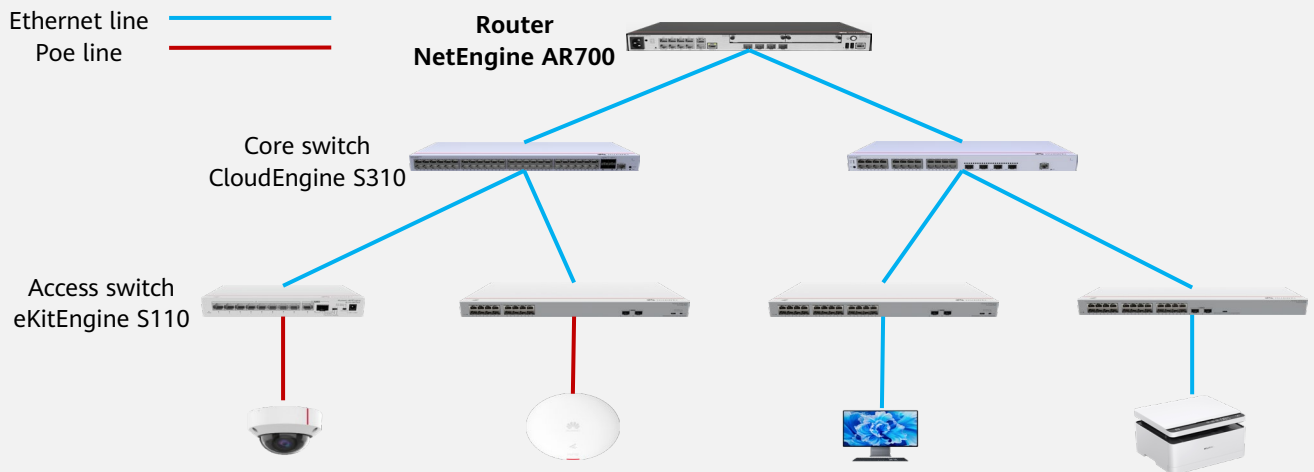 Ethernet line
Poe line
Router
NetEngine AR700
Core switch
CloudEngine S310
Access switch
eKitEngine S110